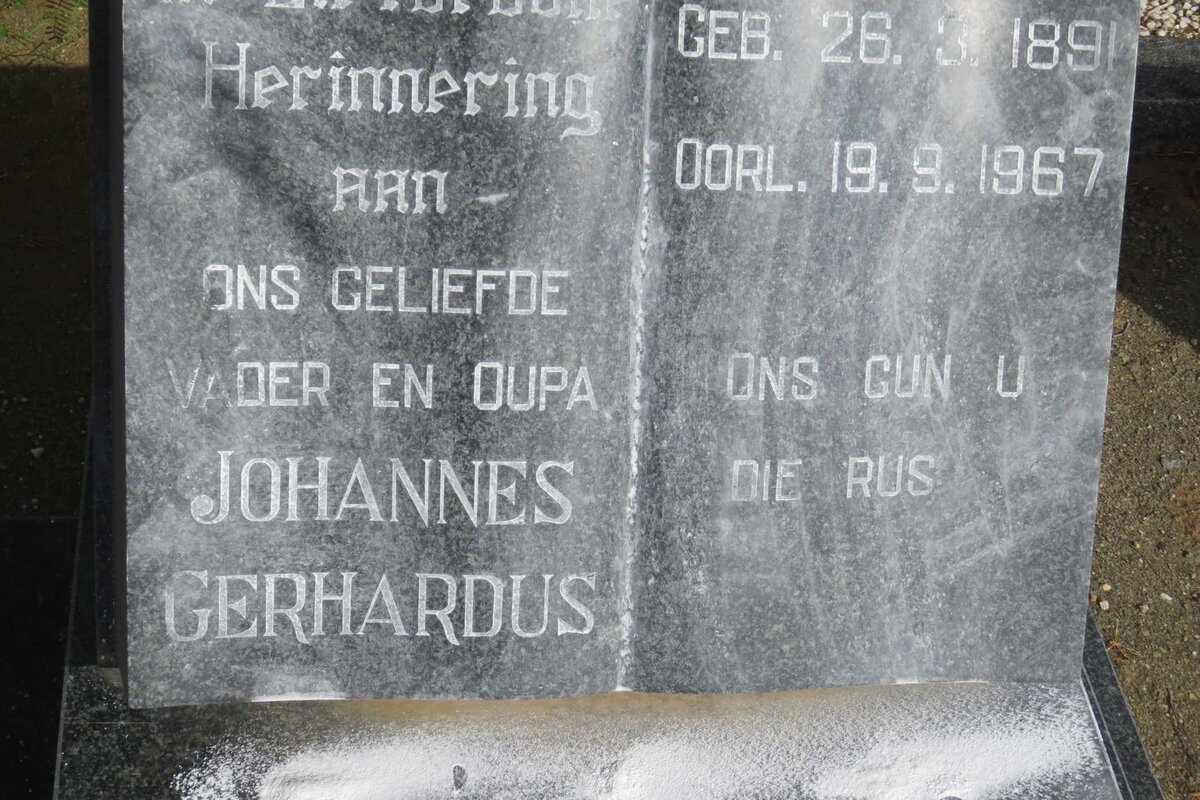 Herinnering
aan
ONS GELIEFDE
VADER EN OUPA
JOHANNES
GERHARDUS
GEB. 26. 3. 1891
OORL. 19. 9. 1967
ONS GUN U
DIE RUS